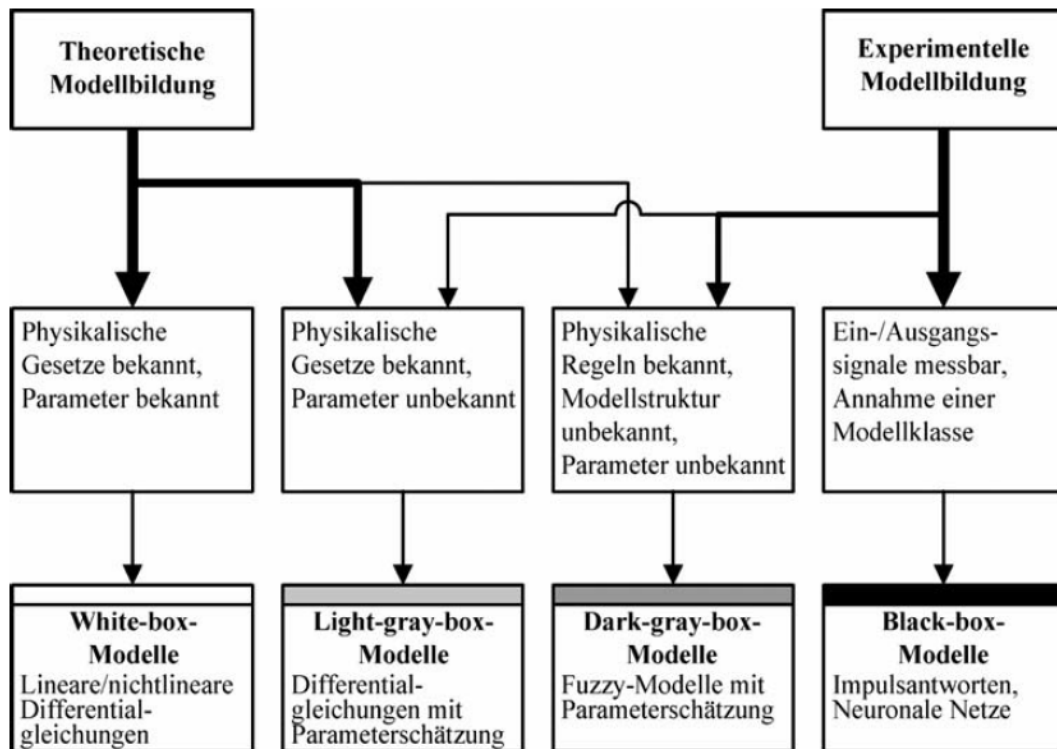 Theoretische
Modellbildung
Experimentelle
Modellbildung
Physikalische
Gesetze bekannt,
Parameter bekannt
Physikalische
Gesetze bekannt,
Parameter unbekannt
Physikalische
Regeln bekannt,
Modellstruktur
unbekannt,
Parameter unbekannt
Ein-/Ausgangs-
signale messbar,
Annahme einer
Modellklasse
White-box-
Modelle
Lineare/nichtlineare
Differential-
gleichungen
Light-gray-box-
Modelle
Differential-
gleichungen mit
Parameterschätzung
Dark-gray-box-
Modelle
Fuzzy-Modelle mit
Parameterschätzung
Black-box-
Modelle
Impulsantworten,
Neuronale Netze